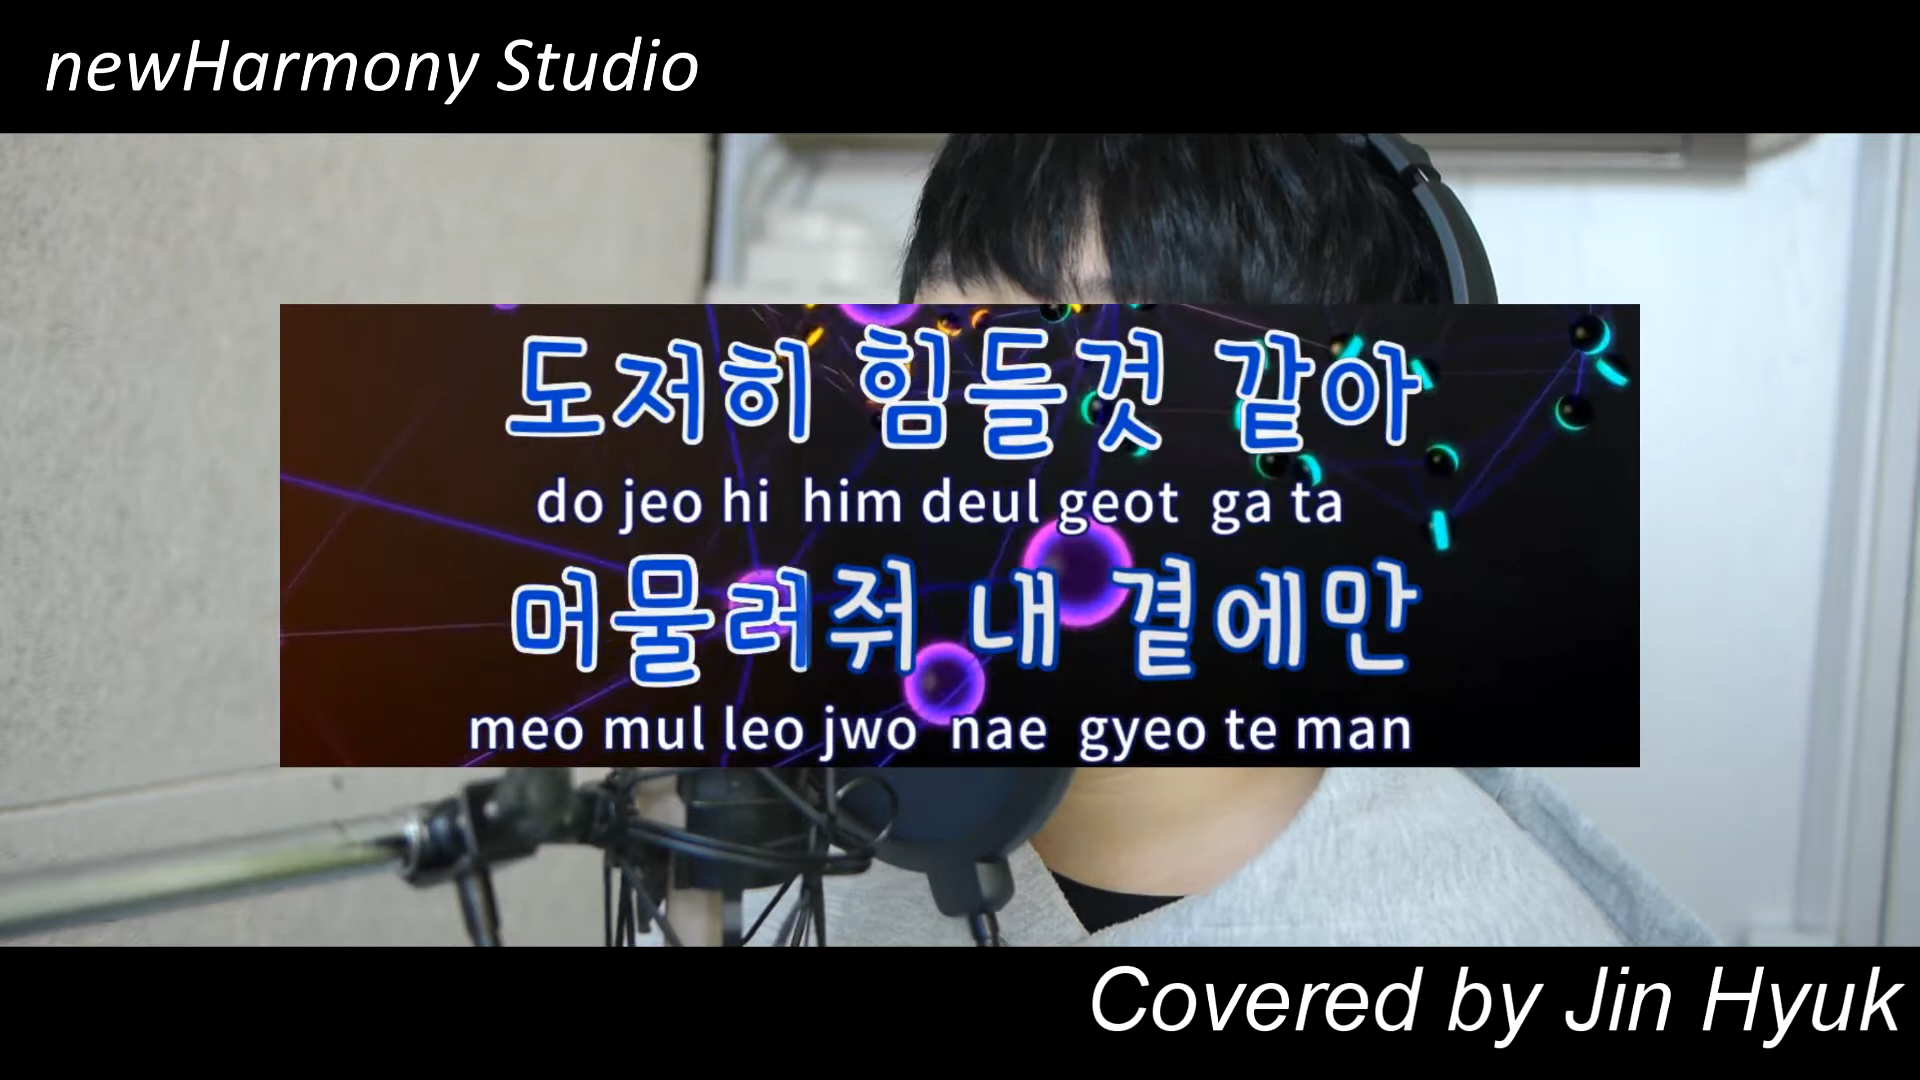 newHarmony Studio
도저히 힘들것 같아
do jeo hi him deul geot ga ta
머물러줘 내 곁에만
meo mul leo jwo nae gyeo te man
Covered by Jin Hyuk